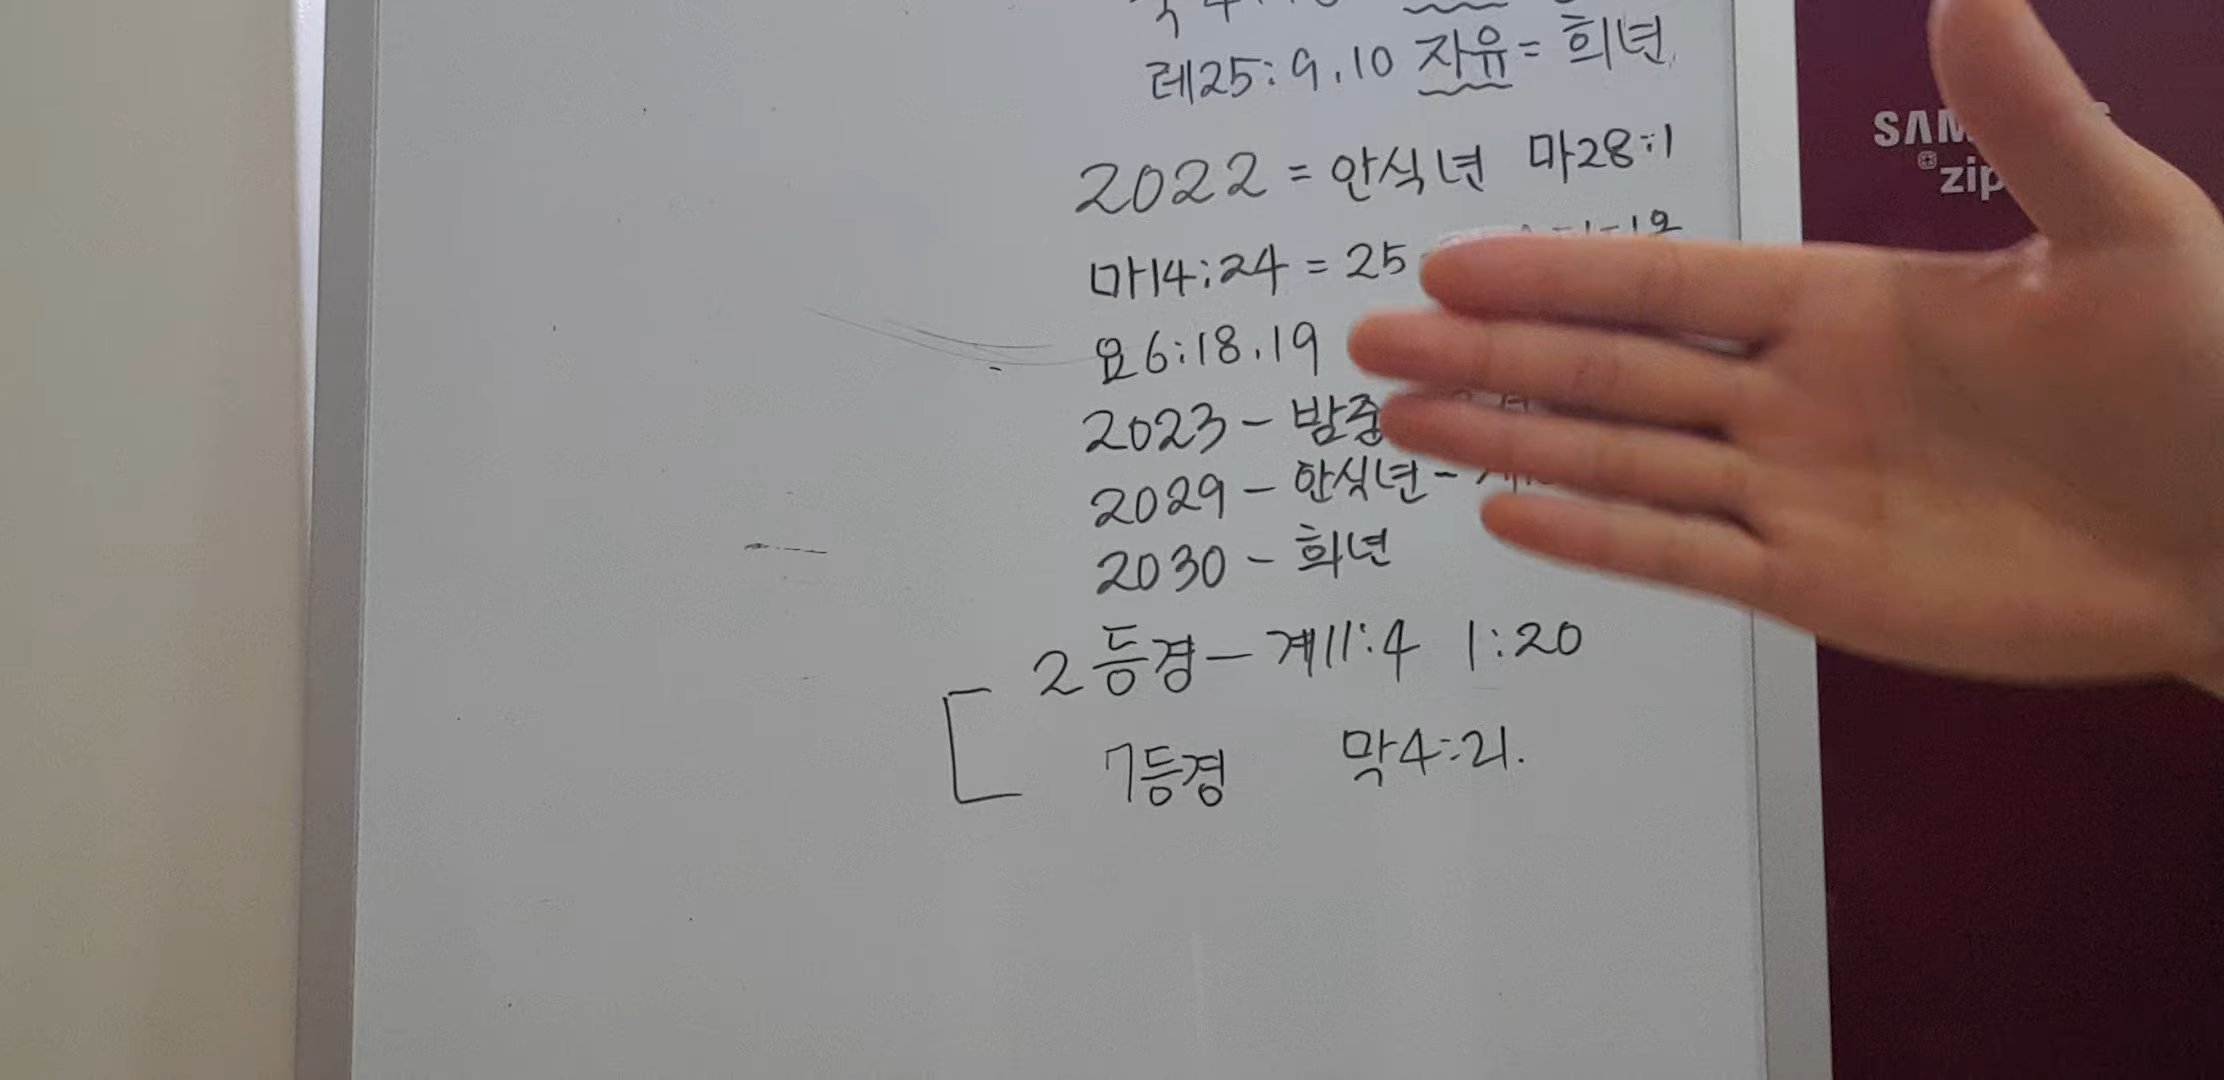 레25:9.10 자유 = 희년.
2022 = 안식년 마28:1
마14:24 = 25
요6:18.19
2023 - 밤중
2029 - 안식년 -
2030 - 희년
2등경 - 계11:4 1:20
7등경 막4:21.
zip